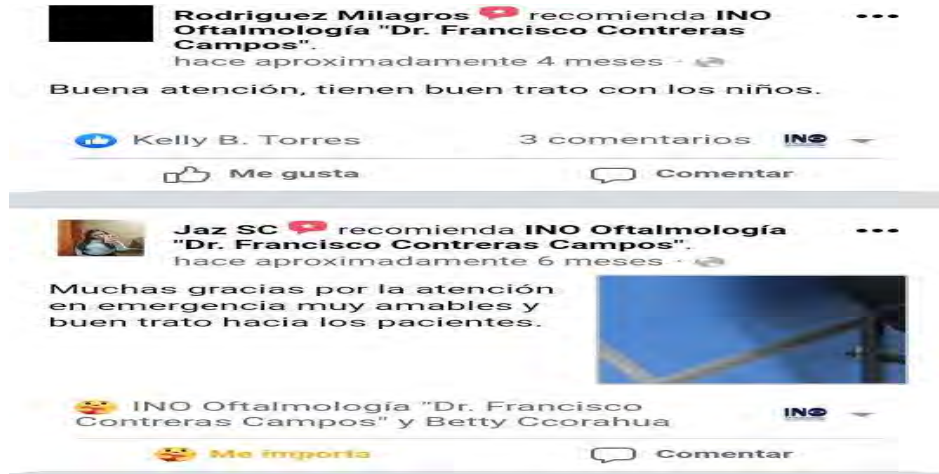 Rodriguez Milagros recomienda INO
Oftalmología "Dr. Francisco Contreras
Campos".
hace aproximadamente 4 meses ·
Buena atención, tienen buen trato con los niños.
Kelly B. Torres 3 comentarios INO
Me gusta Comentar
Jaz SC recomienda INO Oftalmología
"Dr. Francisco Contreras Campos".
hace aproximadamente 6 meses ·
Muchas gracias por la atención
en emergencia muy amables y
buen trato hacia los pacientes.
INO Oftalmología "Dr. Francisco
Contreras Campos" y Betty Ccorahua INO
Me importa Comentar